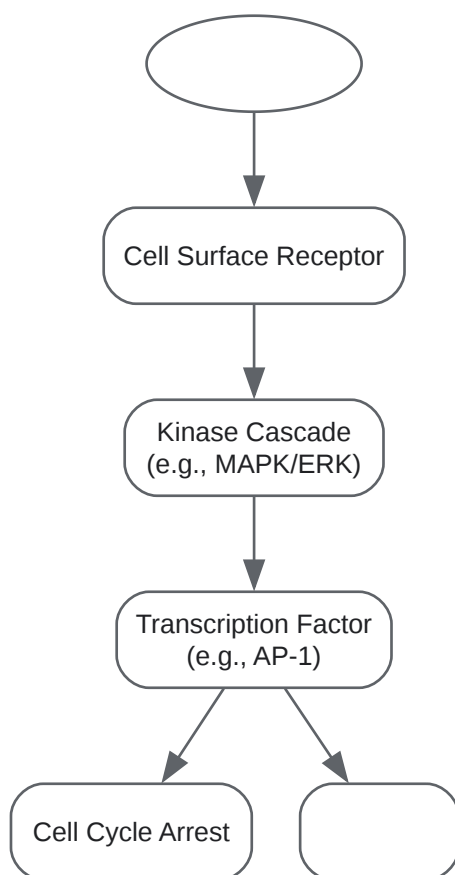 Cell Surface Receptor
Kinase Cascade
(e.g., MAPK/ERK)
Transcription Factor
(e.g., AP-1)
Cell Cycle Arrest